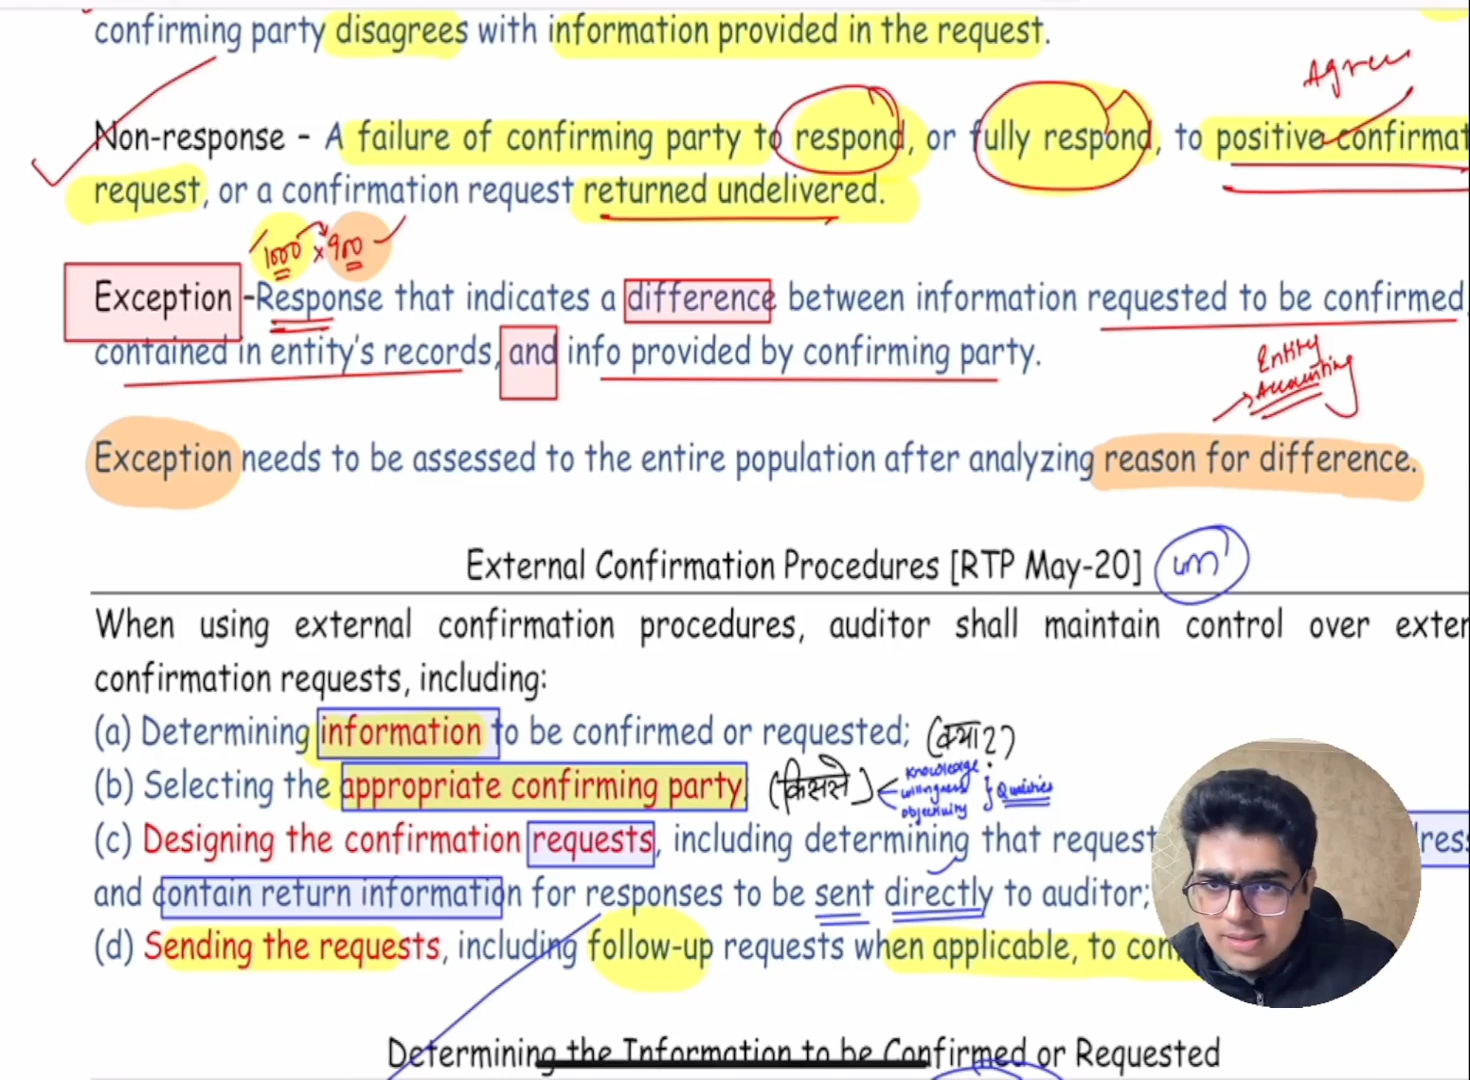 confirming party disagrees with information provided in the request.
Agree
Non-response - A failure of confirming party to respond, or fully respond, to positive confirmat
request, or a confirmation request returned undelivered.
1000 x 900
Exception -Response that indicates a difference between information requested to be confirmed,
contained in entity's records, and info provided by confirming party.
Entity
Accounting
Exception needs to be assessed to the entire population after analyzing reason for difference.
External Confirmation Procedures [RTP May-20]
When using external confirmation procedures, auditor shall maintain control over exter
confirmation requests, including:
(a) Determining information to be confirmed or requested; (क्या??)
(b) Selecting the appropriate confirming party; (किससे)
knowledge
willingness
objectivity
Qualities
(c) Designing the confirmation requests, including determining that request
and contain return information for responses to be sent directly to auditor;
(d) Sending the requests, including follow-up requests when applicable, to con
Determining the Information to be Confirmed or Requested